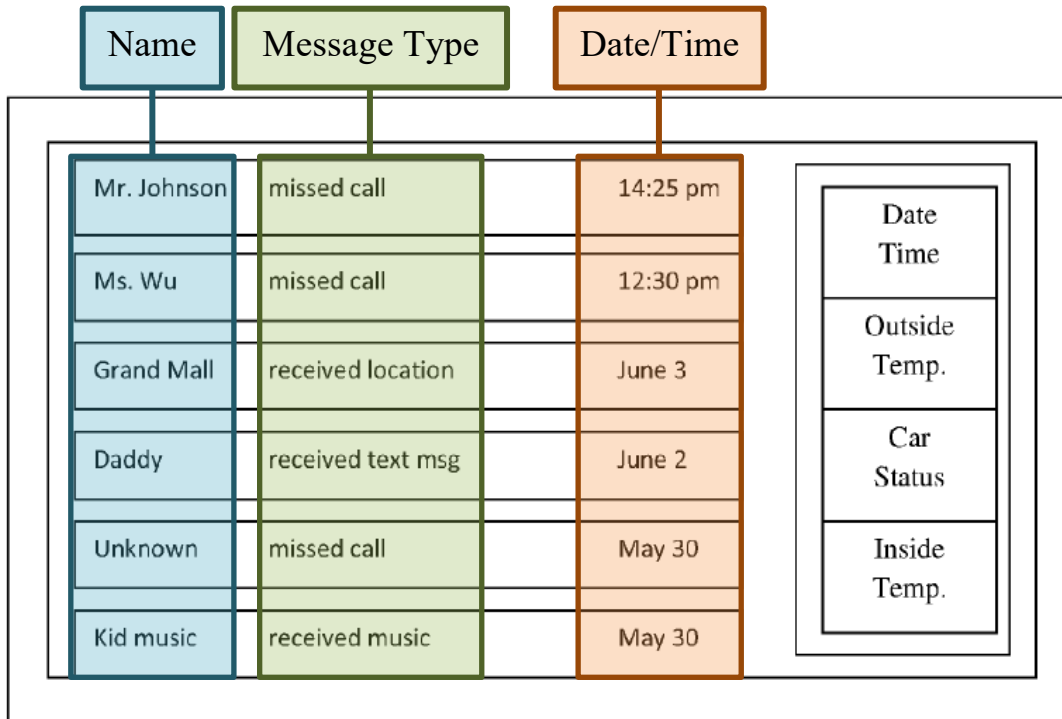 Name Message Type Date/Time
Mr. Johnson missed call 14:25 pm
Ms. Wu missed call 12:30 pm
Grand Mall received location June 3
Daddy received text msg June 2
Unknown missed call May 30
Kid music received music May 30
Date
Time
Outside
Temp.
Car
Status
Inside
Temp.